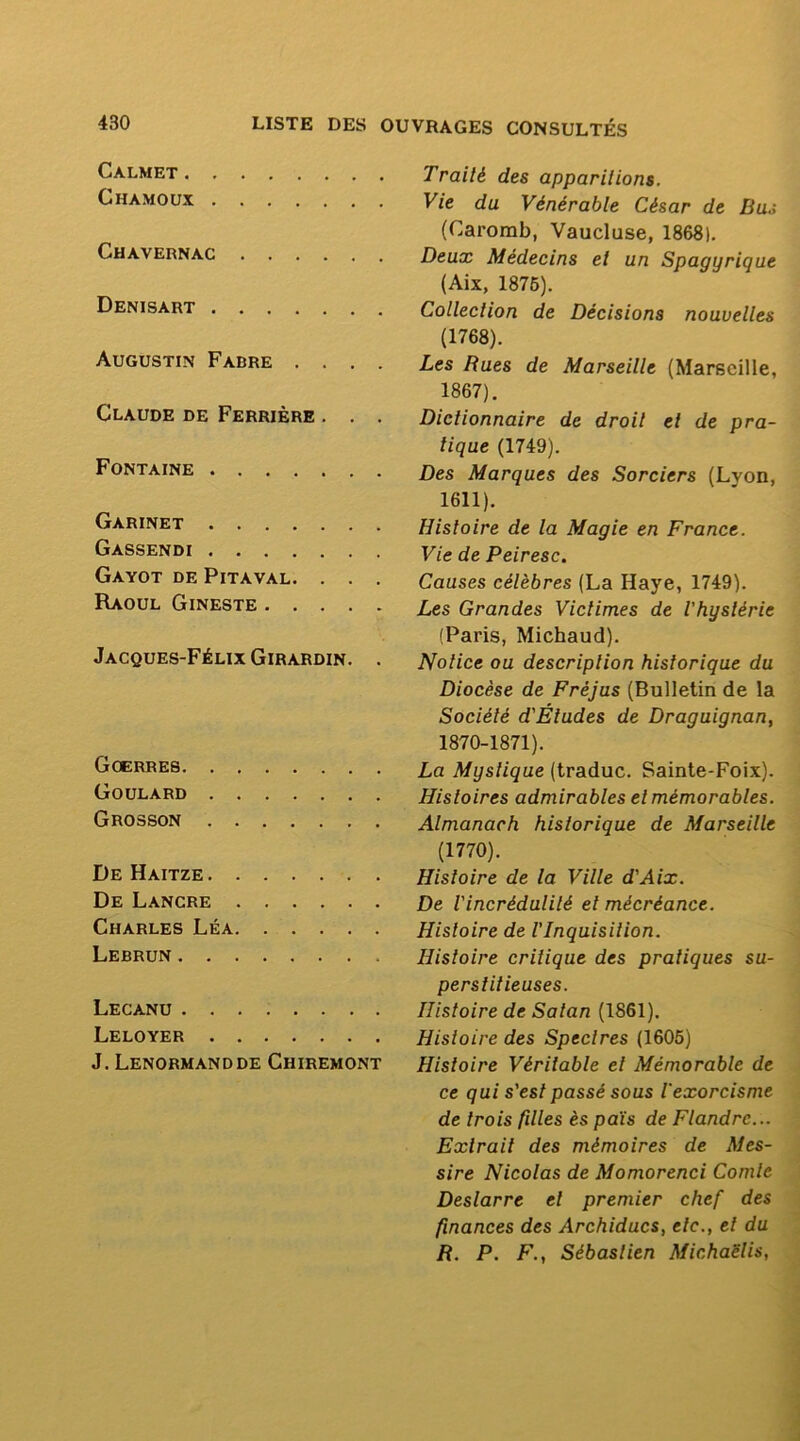 430 LISTE DES OUVRAGES CONSULTÉS
CALMET . . . . . . . . Traité des apparitions.
CHAMOUX . . . . . . . Vie du Vénérable César de Bus
(Caromb, Vaucluse, 1868).
CHAVERNAC . . . . . . Deux Médecins et un Spagyrique
(Aix, 1875).
DENISART . . . . . . . Collection de Décisions nouvelles
(1768).
AUGUSTIN FABRE . . . . Les Rues de Marseille (Marseille,
1867).
CLAUDE DE FERRIÈRE . . . Dictionnaire de droit et de pra-
tique (1749).
FONTAINE . . . . . . . Des Marques des Sorciers (Lyon,
1611).
GARINET . . . . . . . Histoire de la Magie en France.
GASSENDI . . . . . . . Vie de Peiresc.
GAYOT DE PITAVAL. . . . Causes célèbres (La Haye, 1749).
RAOUL GINESTE . . . . . Les Grandes Victimes de l'hystérie
(Paris, Michaud).
JACQUES-FÉLIX GIRARDIN. . Notice ou description historique du
Diocèse de Fréjus (Bulletin de la
Société d'Études de Draguignan,
1870-1871).
GŒRRES. . . . . . . . La Mystique (traduc. Sainte-Foix).
GOULARD . . . . . . . Histoires admirables et mémorables.
GROSSON . . . . . . . Almanach historique de Marseille
(1770).
DE HAITZE. . . . . . . Histoire de la Ville d'Aix.
DE LANCRE . . . . . . De l'incrédulité et mécréance.
CHARLES LÉA. . . . . . Histoire de l'Inquisition.
LEBRUN . . . . . . . . Histoire critique des pratiques su-
perstitieuses.
LECANU . . . . . . . . Histoire de Satan (1861).
LELOYER . . . . . . . Histoire des Spectres (1605)
J. LENORMAND DE CHIREMONT Histoire Véritable et Mémorable de
ce qui s'est passé sous l'exorcisme
de trois filles ès païs de Flandre...
Extrait des mémoires de Mes-
sire Nicolas de Momorenci Comte
Destarre et premier chef des
finances des Archiducs, etc., et du
R. P. F., Sébastien Michaëlis,